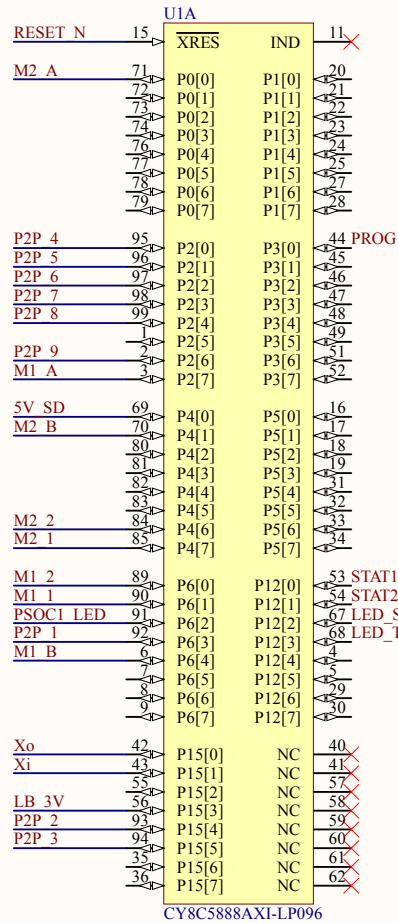 U1A
RESET_N 15 XRES IND 11
M2_A 71 P0[0] P1[0] 20
72 P0[1] P1[1] 21
73 P0[2] P1[2] 22
74 P0[3] P1[3] 23
76 P0[4] P1[4] 24
77 P0[5] P1[5] 25
78 P0[6] P1[6] 27
79 P0[7] P1[7] 28
P2P_4 95 P2[0] P3[0] 44 PROG
P2P_5 96 P2[1] P3[1] 45
P2P_6 97 P2[2] P3[2] 46
P2P_7 98 P2[3] P3[3] 47
P2P_8 99 P2[4] P3[4] 48
1 P2[5] P3[5] 49
P2P_9 2 P2[6] P3[6] 51
M1_A 3 P2[7] P3[7] 52
5V_SD 69 P4[0] P5[0] 16
M2_B 70 P4[1] P5[1] 17
80 P4[2] P5[2] 18
81 P4[3] P5[3] 19
82 P4[4] P5[4] 31
83 P4[5] P5[5] 32
M2_2 84 P4[6] P5[6] 33
M2_1 85 P4[7] P5[7] 34
M1_2 89 P6[0] P12[0] 53 STAT1
M1_1 90 P6[1] P12[1] 54 STAT2
PSOC1_LED 91 P6[2] P12[2] 67 LED_S
P2P_1 92 P6[3] P12[3] 68 LED_T
M1_B 6 P6[4] P12[4] 4
7 P6[5] P12[5] 5
8 P6[6] P12[6] 29
9 P6[7] P12[7] 30
Xo 42 P15[0] NC 40
Xi 43 P15[1] NC 41
55 P15[2] NC 57
LB_3V 56 P15[3] NC 58
P2P_2 93 P15[4] NC 59
P2P_3 94 P15[5] NC 60
35 P15[6] NC 61
36 P15[7] NC 62
CY8C5888AXI-LP096